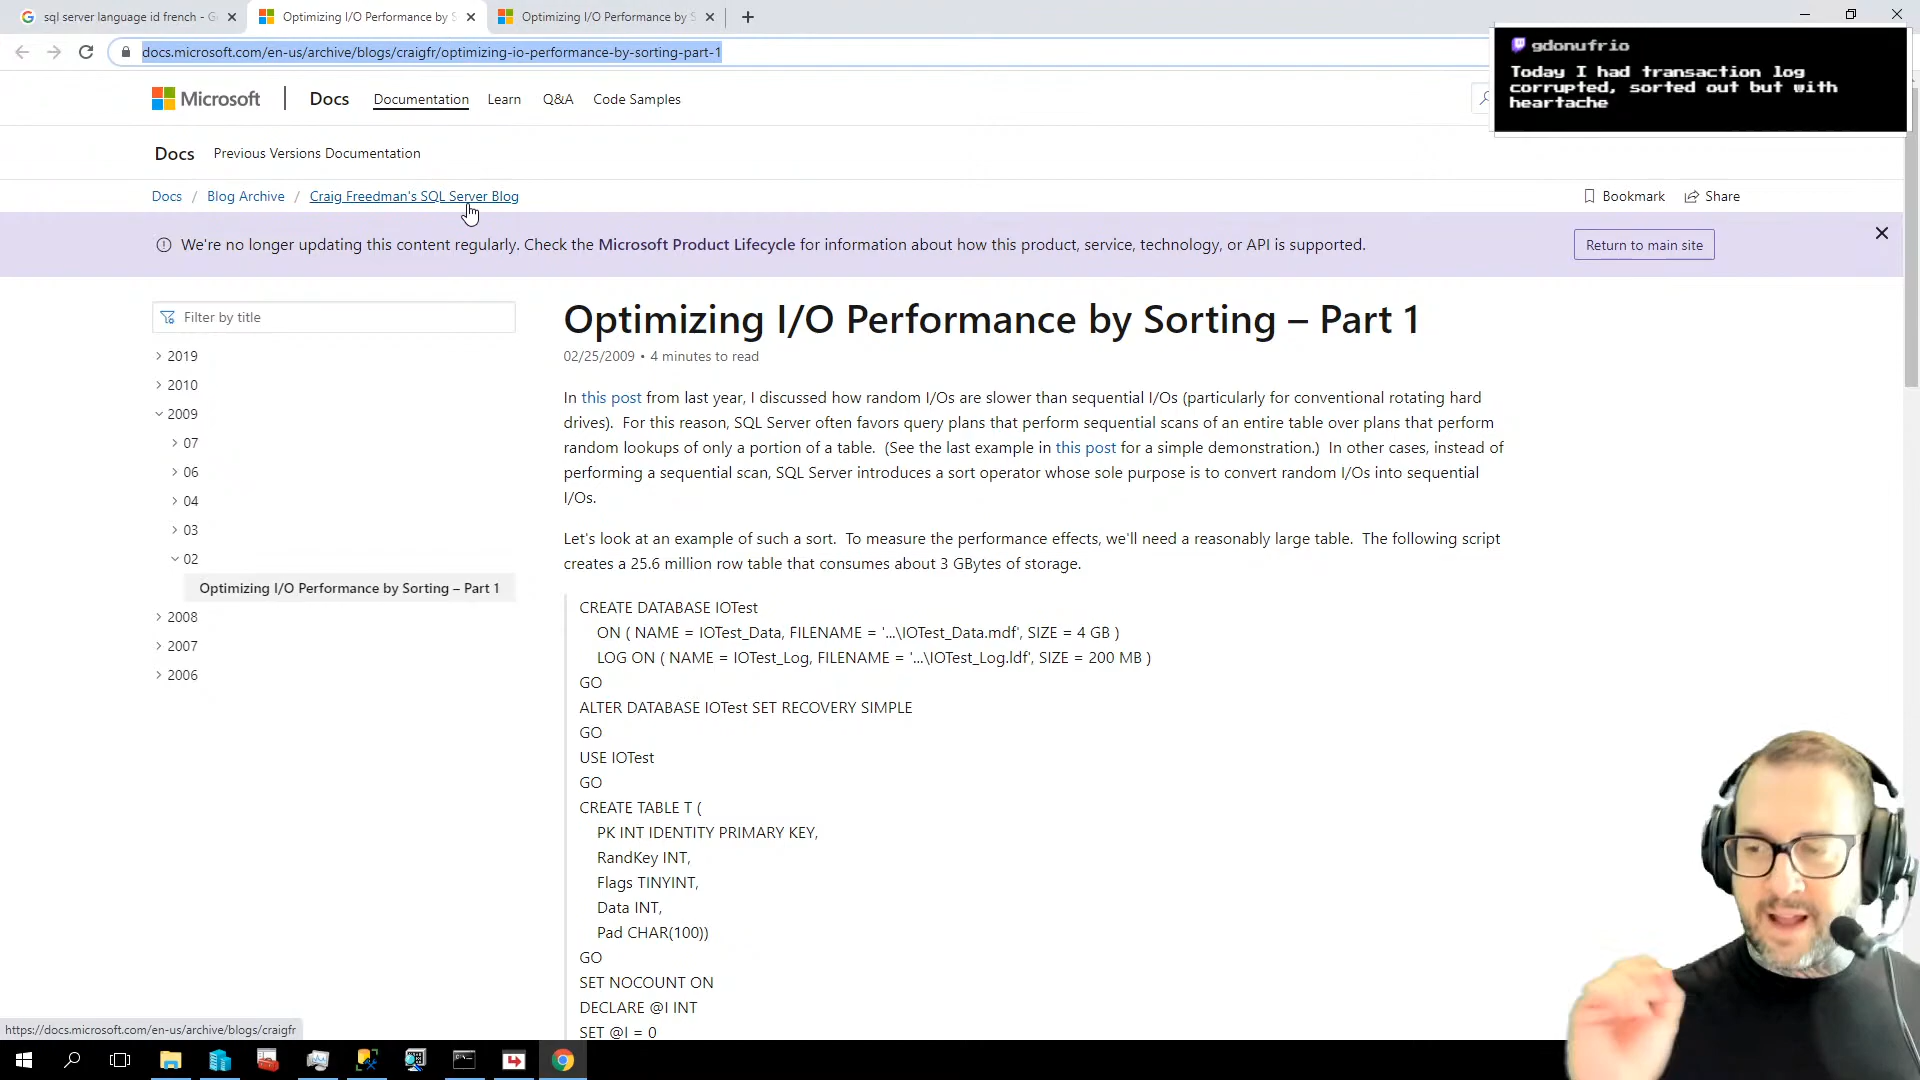 sql server language id french - G
Optimizing I/O Performance by S
Optimizing I/O Performance by S
docs.microsoft.com/en-us/archive/blogs/craigfr/optimizing-io-performance-by-sorting-part-1
gdonufrio
Today I had transaction log
corrupted, sorted out but with
heartache
Microsoft
Docs
Documentation
Learn
Q&A
Code Samples
Docs
Previous Versions Documentation
Docs / Blog Archive / Craig Freedman's SQL Server Blog
Bookmark
Share
We're no longer updating this content regularly. Check the Microsoft Product Lifecycle for information about how this product, service, technology, or API is supported.
Return to main site
Filter by title
2019
2010
2009
07
06
04
03
02
Optimizing I/O Performance by Sorting – Part 1
2008
2007
2006
Optimizing I/O Performance by Sorting – Part 1
02/25/2009 • 4 minutes to read
In this post from last year, I discussed how random I/Os are slower than sequential I/Os (particularly for conventional rotating hard
drives). For this reason, SQL Server often favors query plans that perform sequential scans of an entire table over plans that perform
random lookups of only a portion of a table. (See the last example in this post for a simple demonstration.) In other cases, instead of
performing a sequential scan, SQL Server introduces a sort operator whose sole purpose is to convert random I/Os into sequential
I/Os.
Let's look at an example of such a sort. To measure the performance effects, we'll need a reasonably large table. The following script
creates a 25.6 million row table that consumes about 3 GBytes of storage.
CREATE DATABASE IOTest
ON ( NAME = IOTest_Data, FILENAME = '...\IOTest_Data.mdf', SIZE = 4 GB )
LOG ON ( NAME = IOTest_Log, FILENAME = '...\IOTest_Log.ldf', SIZE = 200 MB )
GO
ALTER DATABASE IOTest SET RECOVERY SIMPLE
GO
USE IOTest
GO
CREATE TABLE T (
PK INT IDENTITY PRIMARY KEY,
RandKey INT,
Flags TINYINT,
Data INT,
Pad CHAR(100))
GO
SET NOCOUNT ON
DECLARE @I INT
SET @I = 0
https://docs.microsoft.com/en-us/archive/blogs/craigfr